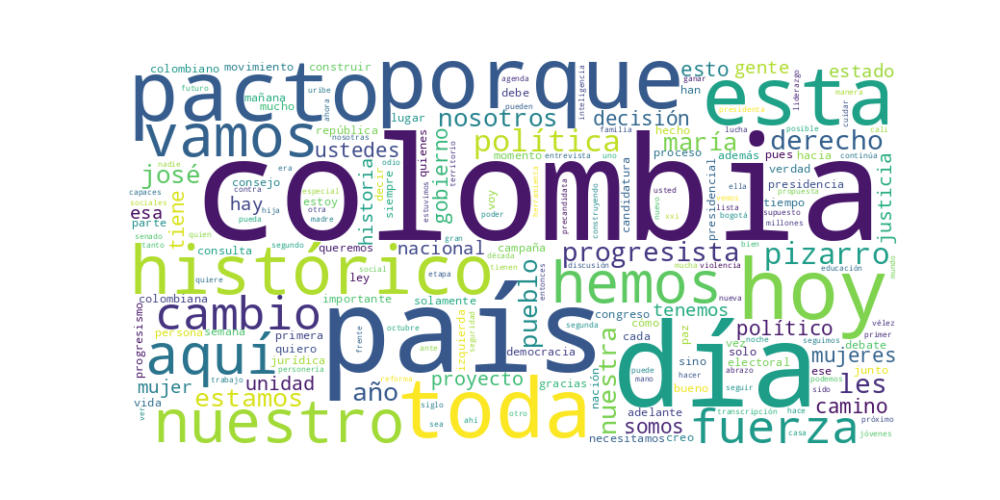 colombiano movimiento construir
futuro uribe
mañana mucho ahora
pacto porque
agenda
debe
pueden
inteligencia
ganar
esto gente
han
liderazgo
estado
presidenta manera
cuidar
esta
vamos
república
nosotras
lugar nosotros decisión
familia
hecho lucha
posible cali
ustedes
política
maría derecho
nadie
josé
era
odio
quienes
momento entrevista uno
proceso
además pues hacia continúa
capaces
consejo
contra
siempre
decir
historia
gobierno
territorio
estuvimos
colombia
ella
verdad
presidencia
propuesta
justicia
sociales
tiene
hay
especial
estoy
voy
herramienta
precandidata
construyendo
candidatura
usted
nuevo
xxi
vemos
lista
bogotá
presidencial
tiempo
supuesto
millones
esa
parte
hija
otra
pueda
poder
senado
tanto
quien
segundo
queremos
nacional
gran
campaña
progresista
bien
pizarro
mundo
consulta
ley
década
entonces
discusión
mucha violencia
educación
histórico
quiere
social
etapa
tienen
hemos
nueva
hoy
colombiana
importante
solamente
pueblo
segunda
congreso
tenemos
vélez
progresismo
cambio
persona semana
primera
quiero
país
frente
octubre
izquierda
seguridad
cada
como
paz
político
vez
noche
seguimos
primer
debate
aquí
jurídica
personería
ante
democracia
día
sino
solo
electoral
mujeres
mujer
trabajo
unidad
reforma
proyecto
gracias
nación
puede
mano
abrazo
hacer
ese
junto
podemos
vida
estamos
año
nuestra
bueno
seguir
sido
les
ver
nuestro
siglo
sea
ahí
toda
otro
adelante
somos
transcripción hace
camino
próximo
necesitamos creo
fuerza
casa
jóvenes